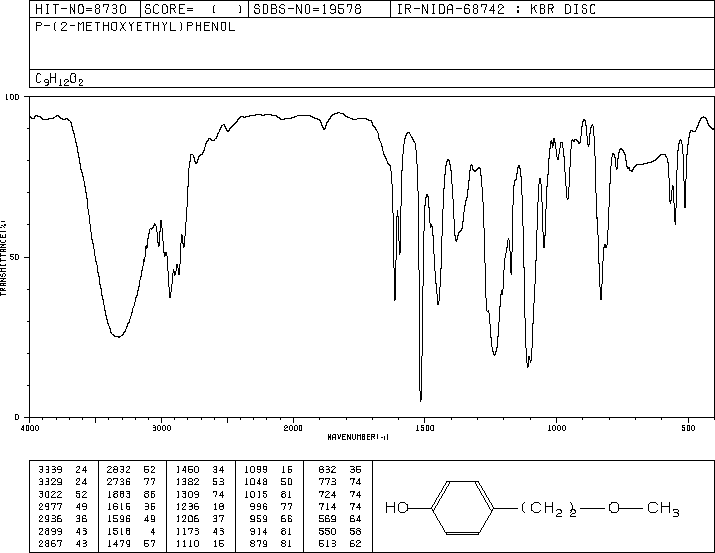 HIT-NO=8730 SCORE= ( ) SDBS-NO=19578 IR-NIDA-68742 : KBR DISC
P-(2-METHOXYETHYL)PHENOL
C9H12O2
100
TRANSMITTANCE(%)
50
0
4000 3000 2000 1500 1000 500
WAVENUMBER(-1)
3339 24 2832 52 1460 34 1099 16 832 36
3329 24 2736 77 1382 53 1048 50 773 74
3022 52 1883 86 1309 74 1015 81 724 74
2977 49 1616 36 1236 18 996 77 714 74
2936 36 1596 49 1206 37 959 66 569 64
2899 43 1518 4 1173 43 914 81 550 58
2867 43 1479 57 1110 15 879 81 513 62
HO (CH2)2 O CH3